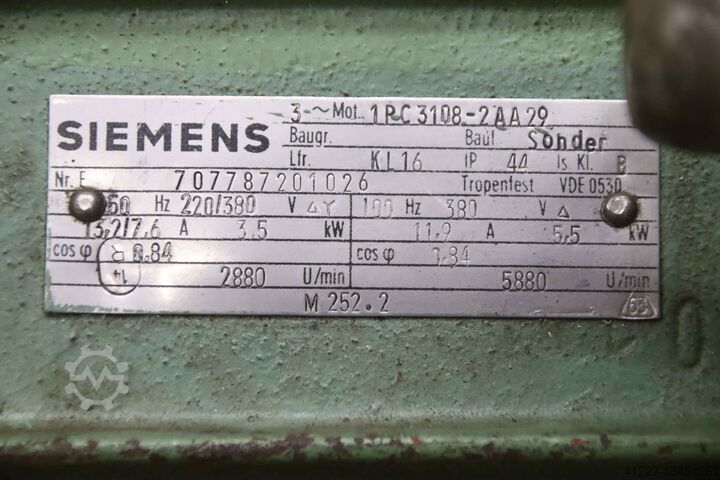 3-~Mot. 1PC3108-2AA29
SIEMENS
Baugr. Bauf. Sonder
Lfr. KL16 IP 44 Is Kl. B
Nr. E 707787201026 Tropenfest VDE 0530
50 Hz 220/380 V ΔY 100 Hz 380 V Δ
13,2/7,6 A 3,5 kW 11,9 A 5,5 kW
cos φ 0,84 cos φ 0,84
14 R 2880 U/min 5880 U/min
M 252.2 63